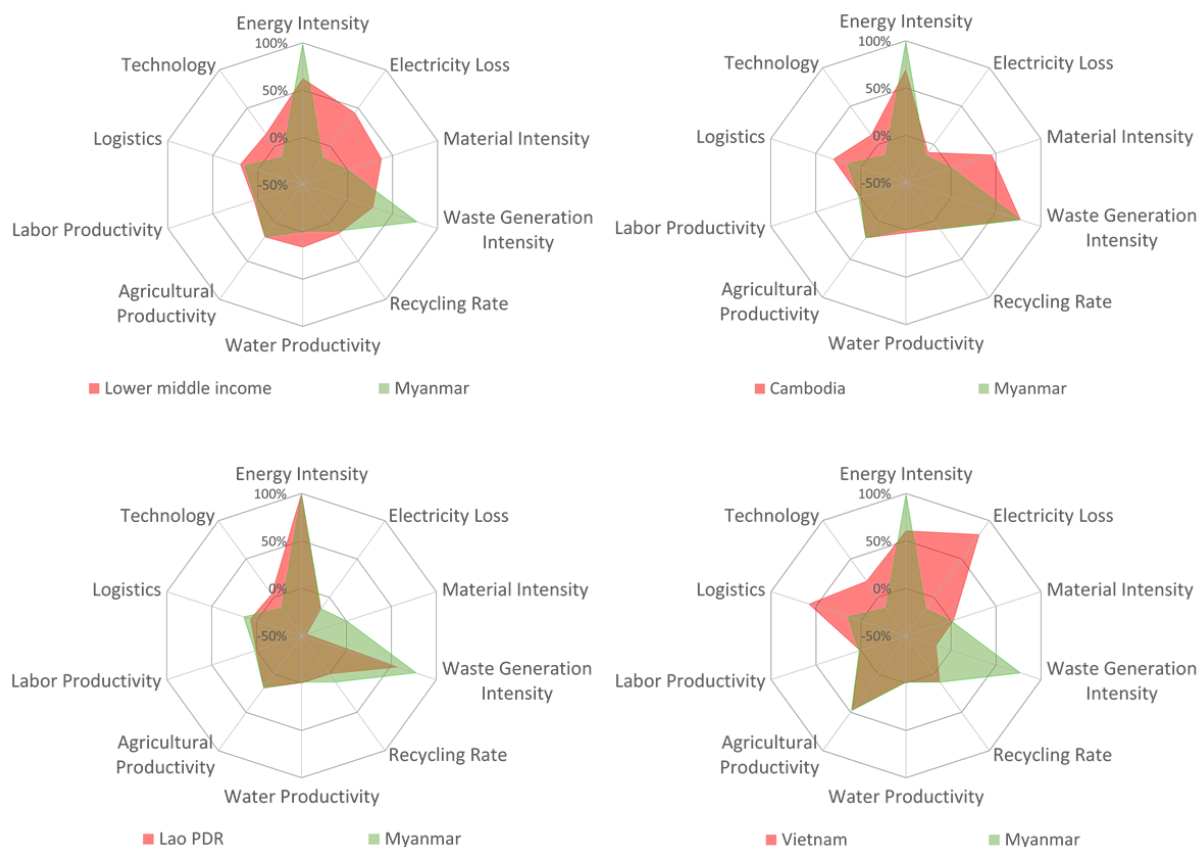 Energy Intensity
100%
Technology
Electricity Loss
50%
Logistics
0%
Material Intensity
-50%
Labor Productivity
Waste Generation
Intensity
Agricultural
Productivity
Recycling Rate
Water Productivity
Lower middle income
Myanmar
Energy Intensity
100%
Technology
Electricity Loss
50%
Logistics
0%
Material Intensity
-50%
Labor Productivity
Waste Generation
Intensity
Agricultural
Productivity
Recycling Rate
Water Productivity
Cambodia
Myanmar
Energy Intensity
100%
Technology
Electricity Loss
50%
Logistics
0%
Material Intensity
-50%
Labor Productivity
Waste Generation
Intensity
Agricultural
Productivity
Recycling Rate
Water Productivity
Lao PDR
Myanmar
Energy Intensity
100%
Technology
Electricity Loss
50%
Logistics
0%
Material Intensity
-50%
Labor Productivity
Waste Generation
Intensity
Agricultural
Productivity
Recycling Rate
Water Productivity
Vietnam
Myanmar